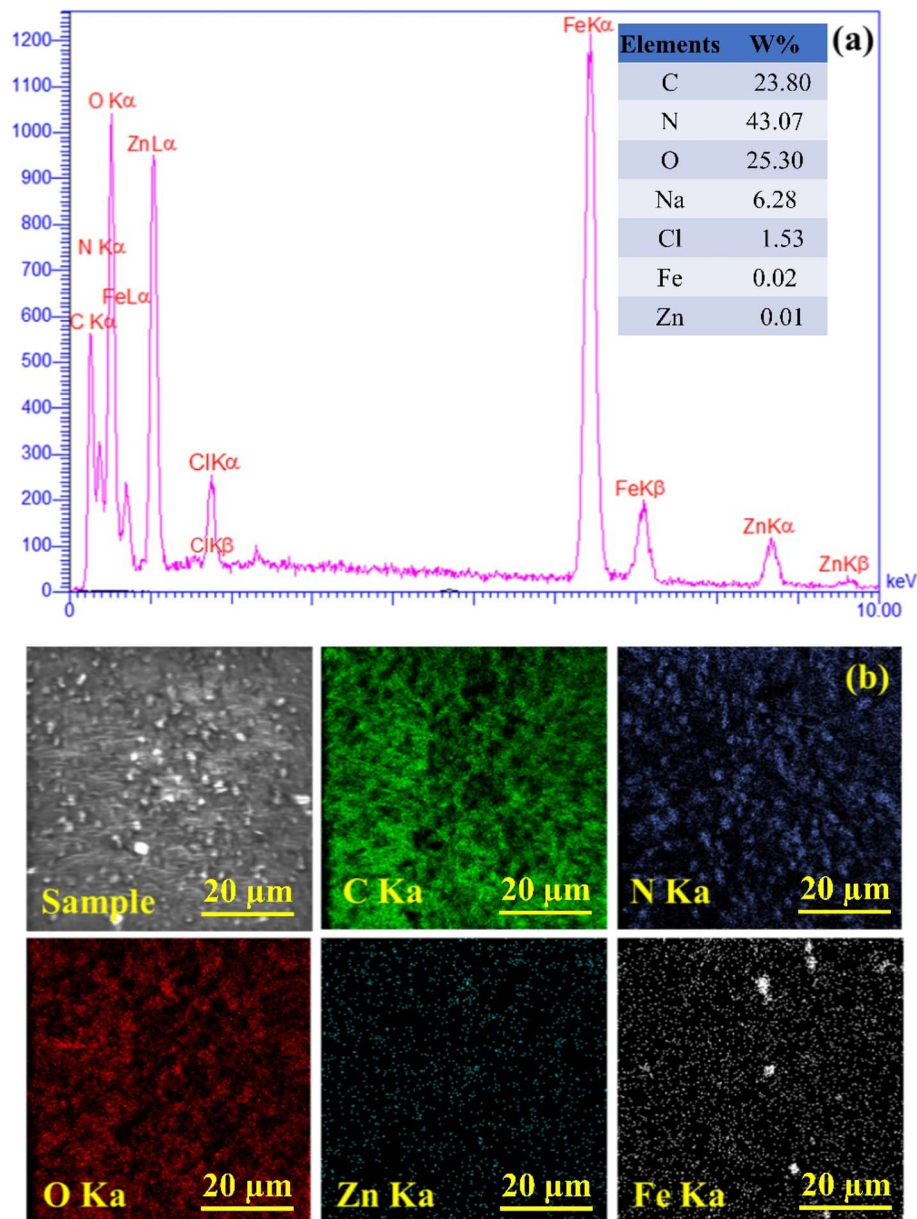 (a)
1200
1100
1000
900
800
700
600
500
400
300
200
100
0
C Kα
N Kα
O Kα
FeLα
ZnLα
ClKα
ClKβ
FeKα
FeKβ
ZnKα
ZnKβ
0
10.00
keV
Elements W%
C 23.80
N 43.07
O 25.30
Na 6.28
Cl 1.53
Fe 0.02
Zn 0.01
(b)
Sample 20 µm
C Ka 20 µm
N Ka 20 µm
O Ka 20 µm
Zn Ka 20 µm
Fe Ka 20 µm